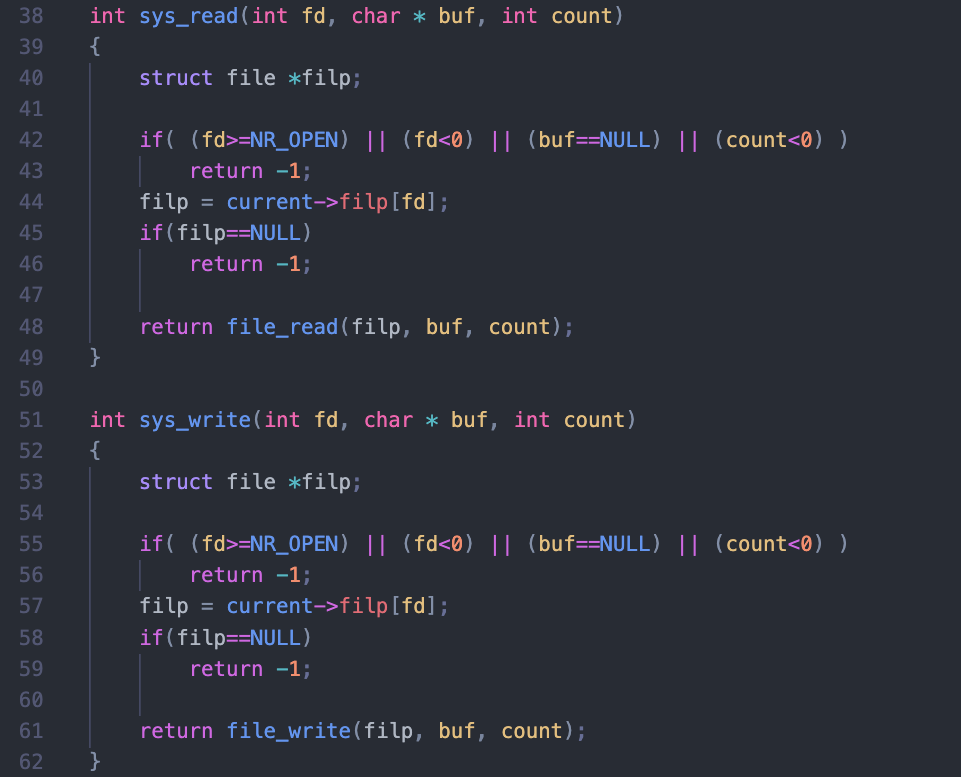 38 int sys_read(int fd, char * buf, int count)
39 {
40     struct file *filp;
41
42     if( (fd>=NR_OPEN) || (fd<0) || (buf==NULL) || (count<0) )
43         return -1;
44     filp = current->filp[fd];
45     if(filp==NULL)
46         return -1;
47
48     return file_read(filp, buf, count);
49 }
50
51 int sys_write(int fd, char * buf, int count)
52 {
53     struct file *filp;
54
55     if( (fd>=NR_OPEN) || (fd<0) || (buf==NULL) || (count<0) )
56         return -1;
57     filp = current->filp[fd];
58     if(filp==NULL)
59         return -1;
60
61     return file_write(filp, buf, count);
62 }